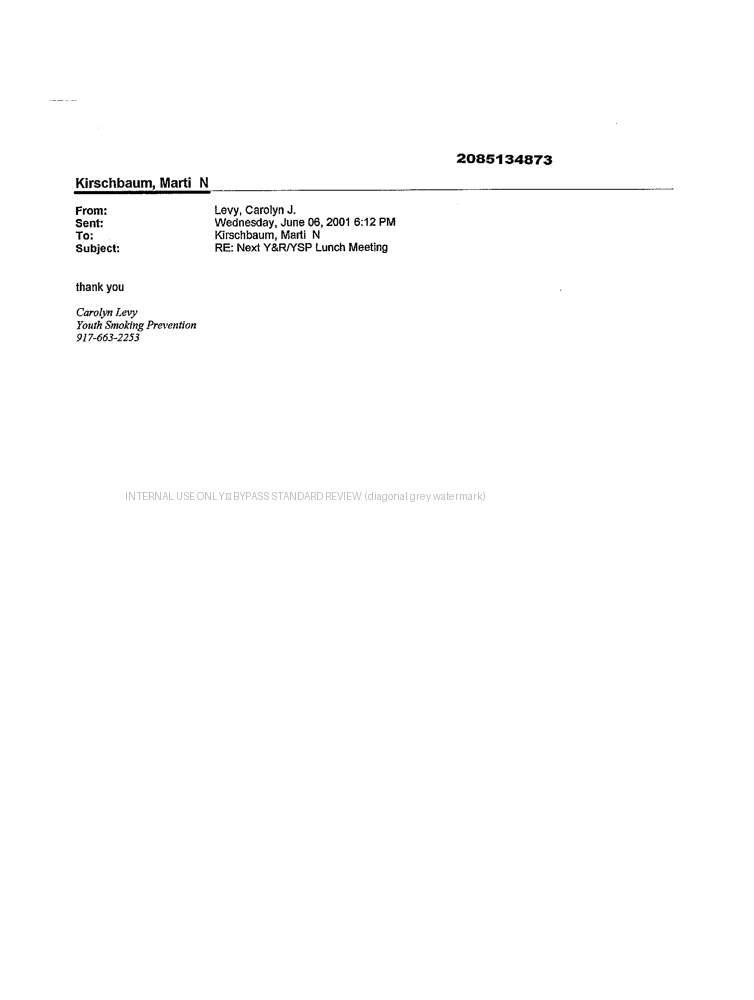 2085134873
Kirschbaum, Marti N
From: Levy, Carolyn J.
Sent: Wednesday, June 06, 2001 6:12 PM
To: Kirschbaum, Marti N
Subject: RE: Next Y&R/YSP Lunch Meeting
thank you
Carolyn Levy
Youth Smoking Prevention
917-663-2253
INTERNAL USE ONLY ▯ BYPASS STANDARD REVIEW (diagonal grey watermark)